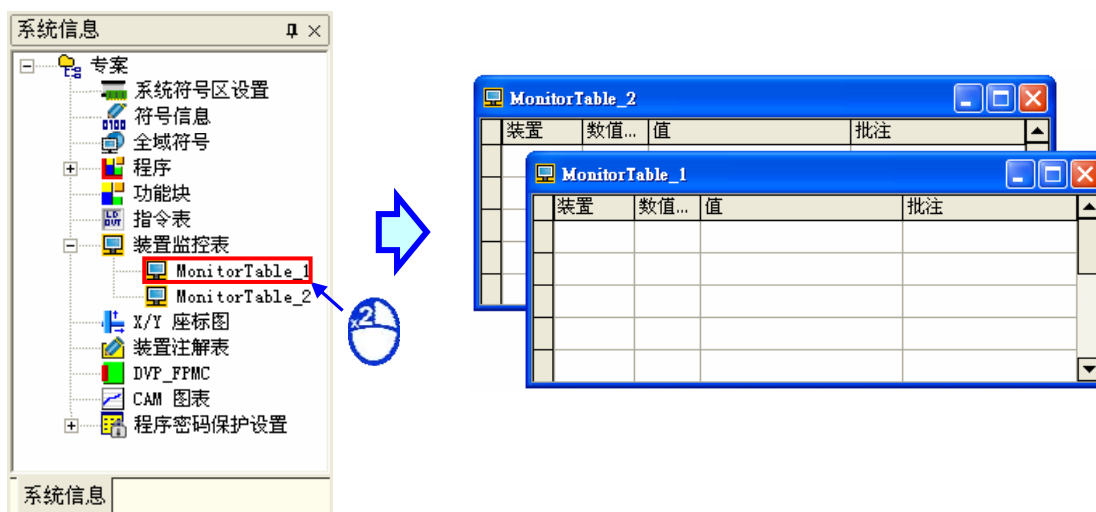 系统信息
专案
系统符号区设置
符号信息
全域符号
程序
功能块
指令表
装置监控表
MonitorTable_1
MonitorTable_2
X/Y 座标图
装置注解表
DVP_FPMC
CAM 图表
程序密码保护设置
系统信息
x2
MonitorTable_2
装置 数值... 值 批注
MonitorTable_1
装置 数值... 值 批注